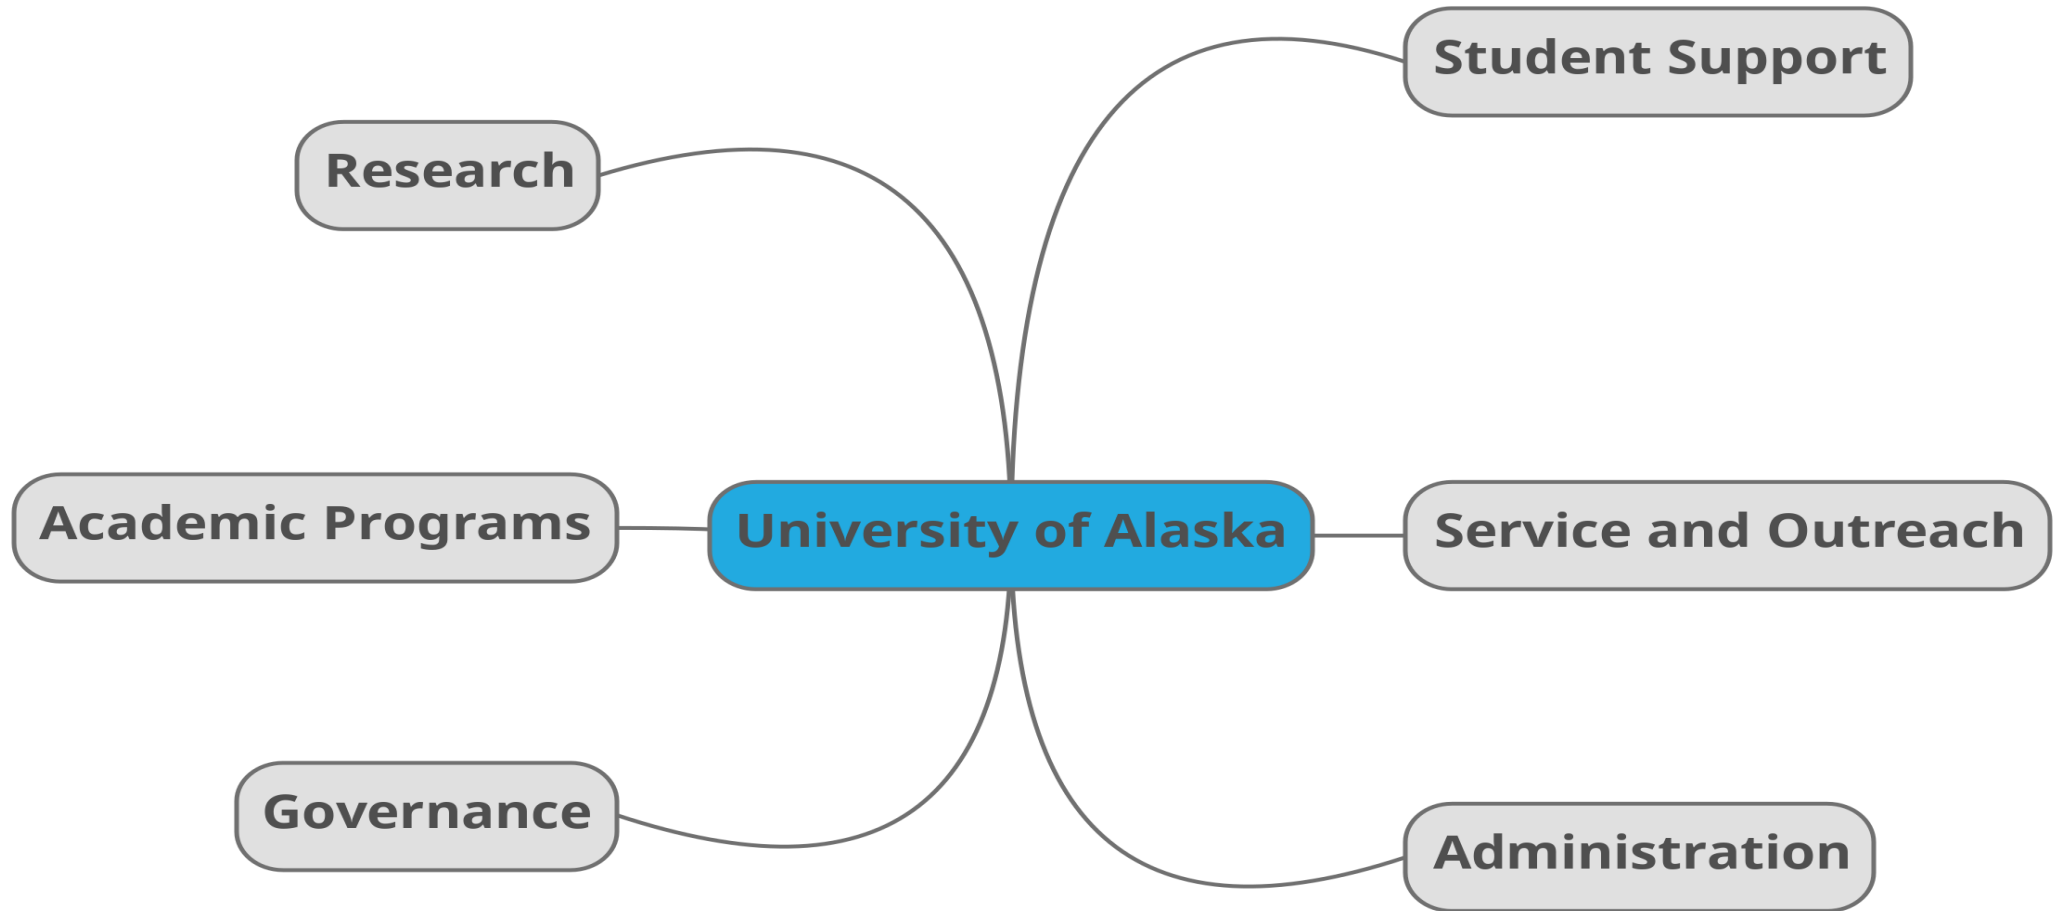 Student Support
Research
Academic Programs
University of Alaska
Service and Outreach
Governance
Administration